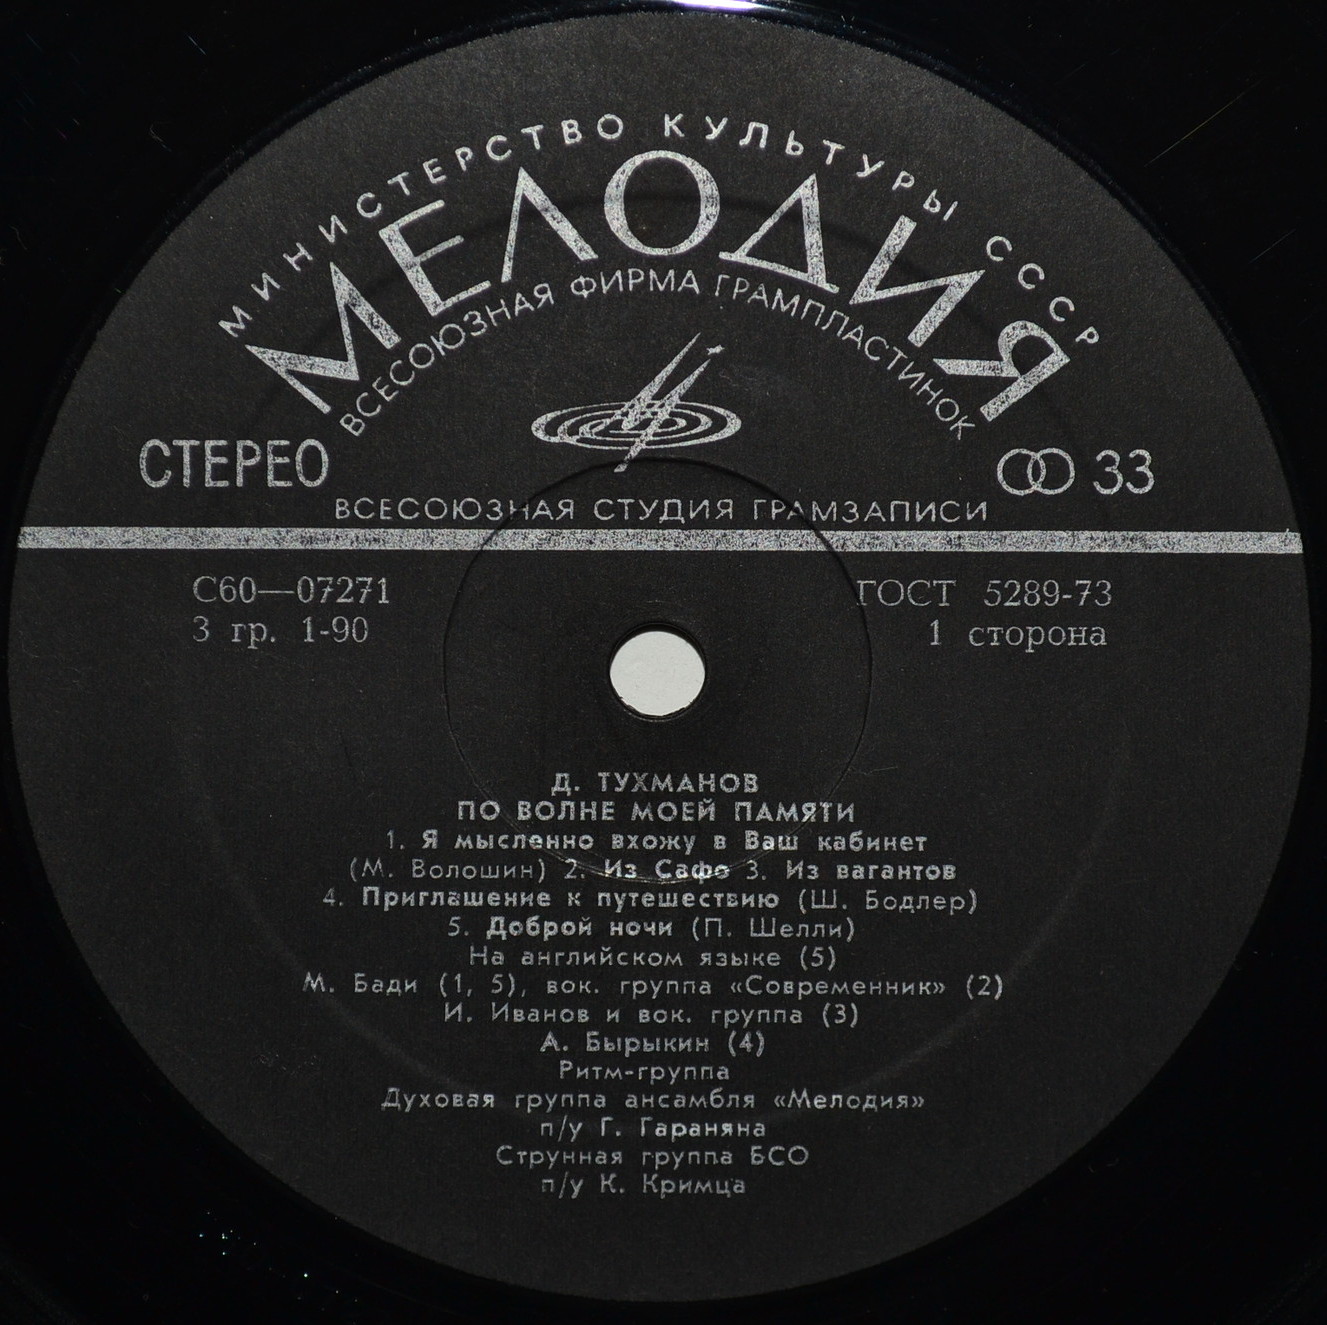 МИНИСТЕРСТВО КУЛЬТУРЫ СССР
МЕЛОДИЯ
ВСЕСОЮЗНАЯ ФИРМА ГРАМПЛАСТИНОК
СТЕРЕО
33
ВСЕСОЮЗНАЯ СТУДИЯ ГРАМЗАПИСИ
С60—07271
ГОСТ 5289-73
3 гр. 1-90
1 сторона
Д. ТУХМАНОВ
ПО ВОЛНЕ МОЕЙ ПАМЯТИ
1. Я мысленно вхожу в Ваш кабинет
(М. Волошин) 2. Из Сафо 3. Из вагантов
4. Приглашение к путешествию (Ш. Бодлер)
5. Доброй ночи (П. Шелли)
На английском языке (5)
М. Бади (1, 5), вок. группа «Современник» (2)
И. Иванов и вок. группа (3)
А. Бырыкин (4)
Ритм-группа
Духовая группа ансамбля «Мелодия»
п/у Г. Гараняна
Струнная группа БСО
п/у К. Кримца